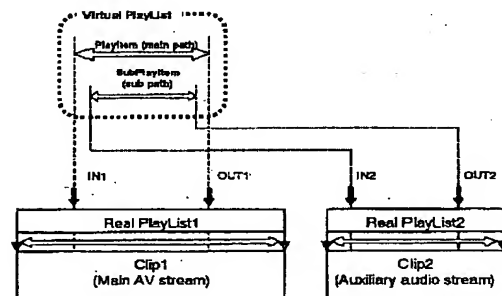 Virtual PlayList
PlayItem (main path)
SubPlayItem
(sub path)
IN1
OUT1
IN2
OUT2
Real PlayList1
Real PlayList2
Clip1
(Main AV stream)
Clip2
(Auxiliary audio stream)